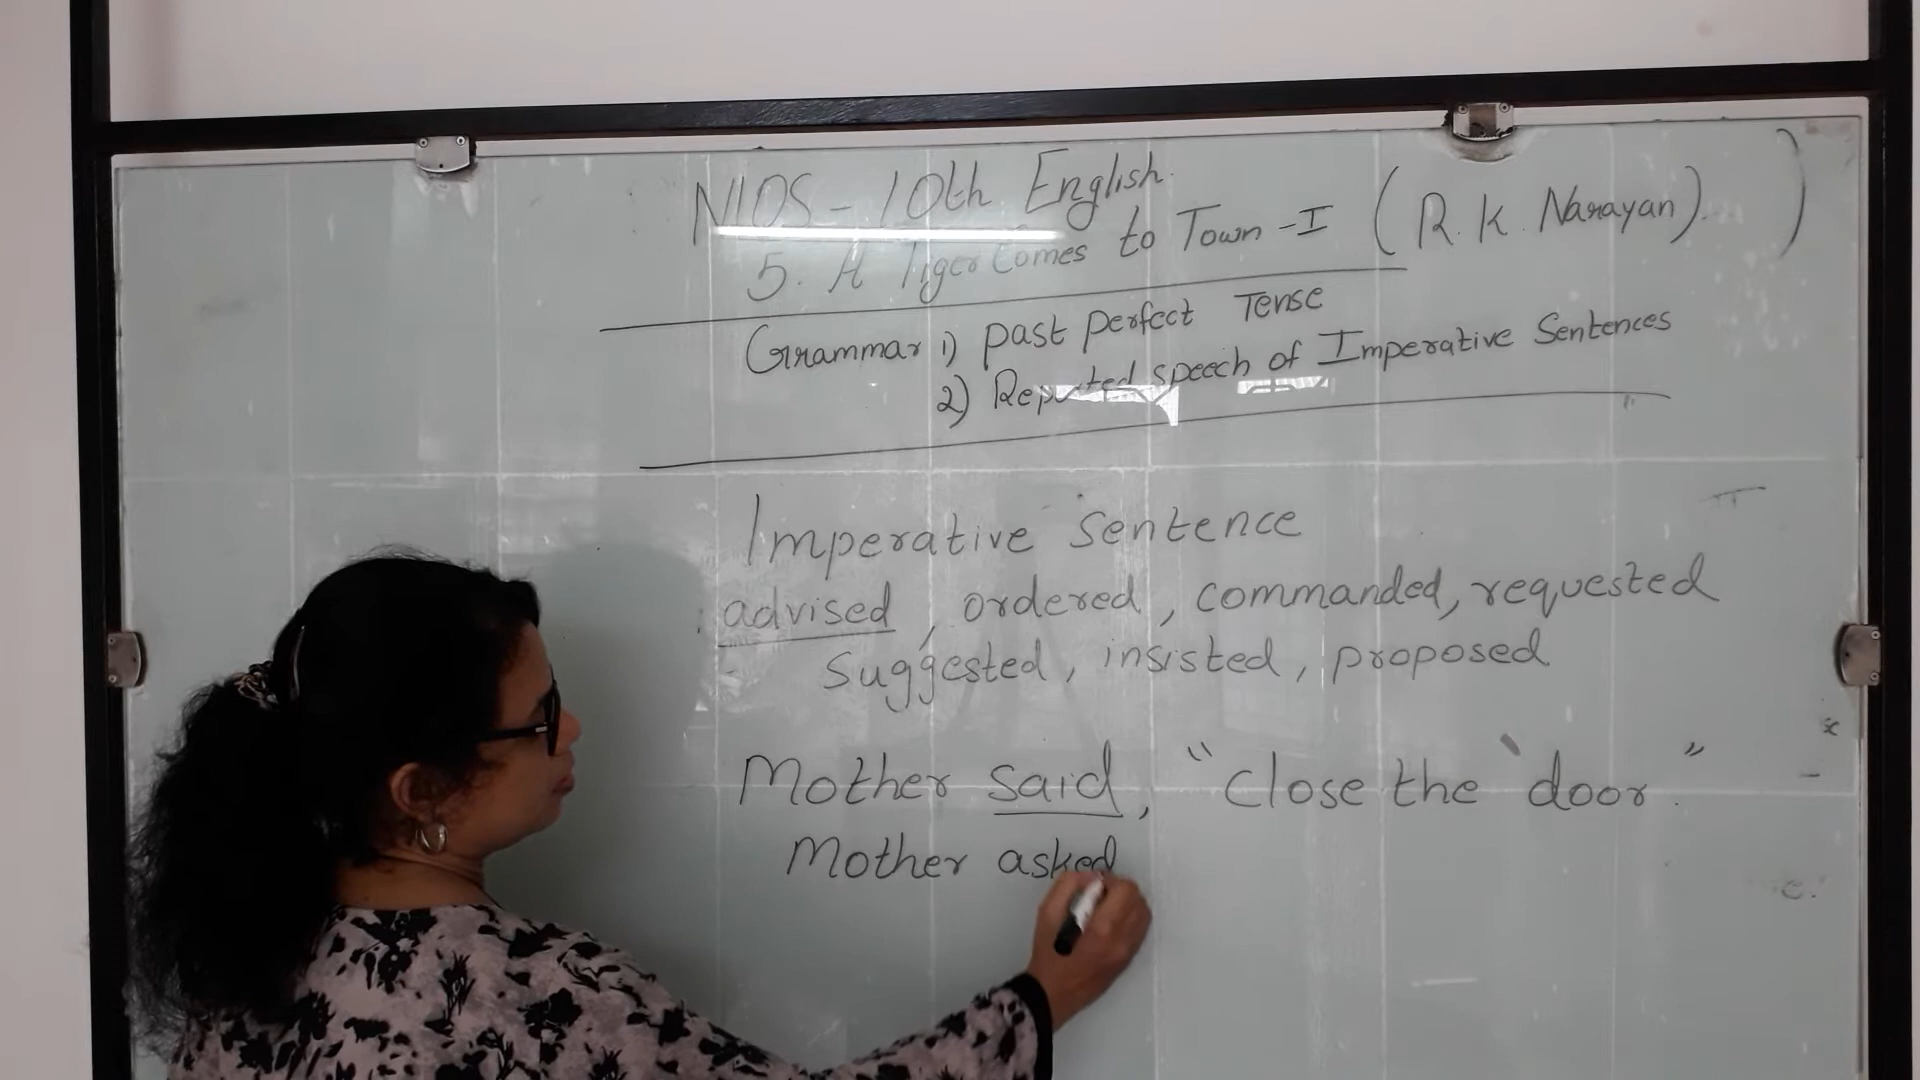 NIOS - 10th English.
5. A Tiger Comes to Town - I ( R. K. Narayan). )
Grammar 1) past perfect Tense
2) Reported speech of Imperative Sentences
Imperative Sentence
advised, ordered, commanded, requested
suggested, insisted, proposed
Mother said, "close the door."
Mother asked